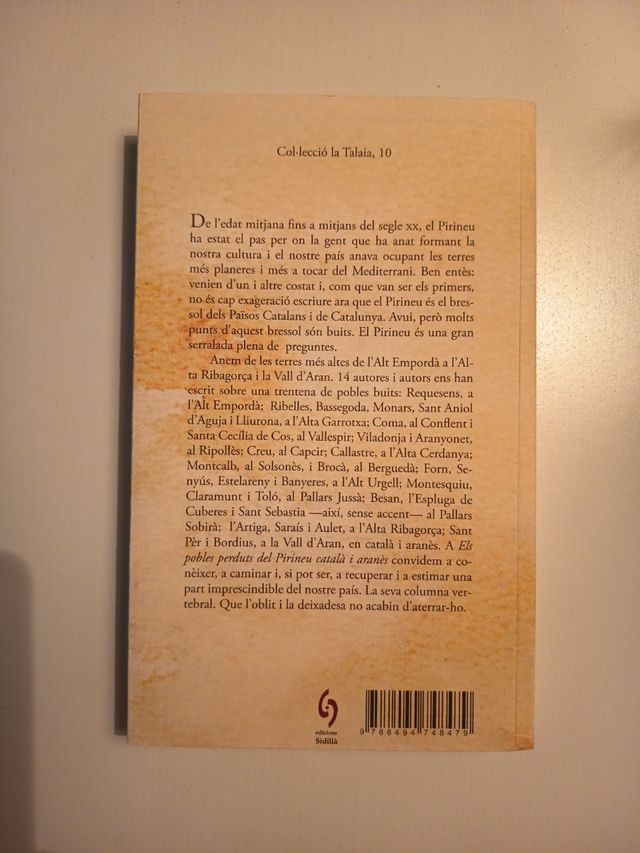 Col·lecció la Talaia, 10
De l'edat mitjana fins a mitjans del segle XX, el Pirineu
ha estat el pas per on la gent que ha anat formant la
nostra cultura i el nostre país anava ocupant les terres
més planeres i més a tocar del Mediterrani. Ben entès:
venien d'un i altre costat i, com que van ser els primers,
no és cap exageració escriure ara que el Pirineu és el bres-
sol dels Països Catalans i de Catalunya. Avui, però molts
punts d'aquest bressol són buits. El Pirineu és una gran
serralada plena de preguntes.
Anem de les terres més altes de l'Alt Empordà a l'Al-
ta Ribagorça i la Vall d'Aran. 14 autores i autors ens han
escrit sobre una trentena de pobles buits: Requesens, a
l'Alt Empordà; Ribelles, Bassegoda, Monars, Sant Aniol
d'Aguja i Lliurona, a l'Alta Garrotxa; Coma, al Conflent i
Santa Cecília de Cos, al Vallespir; Viladonja i Aranyonet,
al Ripollès; Creu, al Capcir; Callastre, a l'Alta Cerdanya;
Montcalb, al Solsonès, i Brocà, al Berguedà; Forn, Se-
nyús, Estelareny i Banyeres, a l'Alt Urgell; Montesquiu,
Claramunt i Toló, al Pallars Jussà; Besan, l'Espluga de
Cuberes i Sant Sebastia —així, sense accent— al Pallars
Sobirà; l'Artiga, Saraís i Aulet, a l'Alta Ribagorça; Sant
Pèr i Bordius, a la Vall d'Aran, en català i aranès. A Els
pobles perduts del Pirineu català i aranès convidem a co-
nèixer, a caminar i, si pot ser, a recuperar i a estimar una
part imprescindible del nostre país. La seva columna ver-
tebral. Que l'oblit i la deixadesa no acabin d'aterrar-ho.
edicions
Sidillà
9 788494 748479